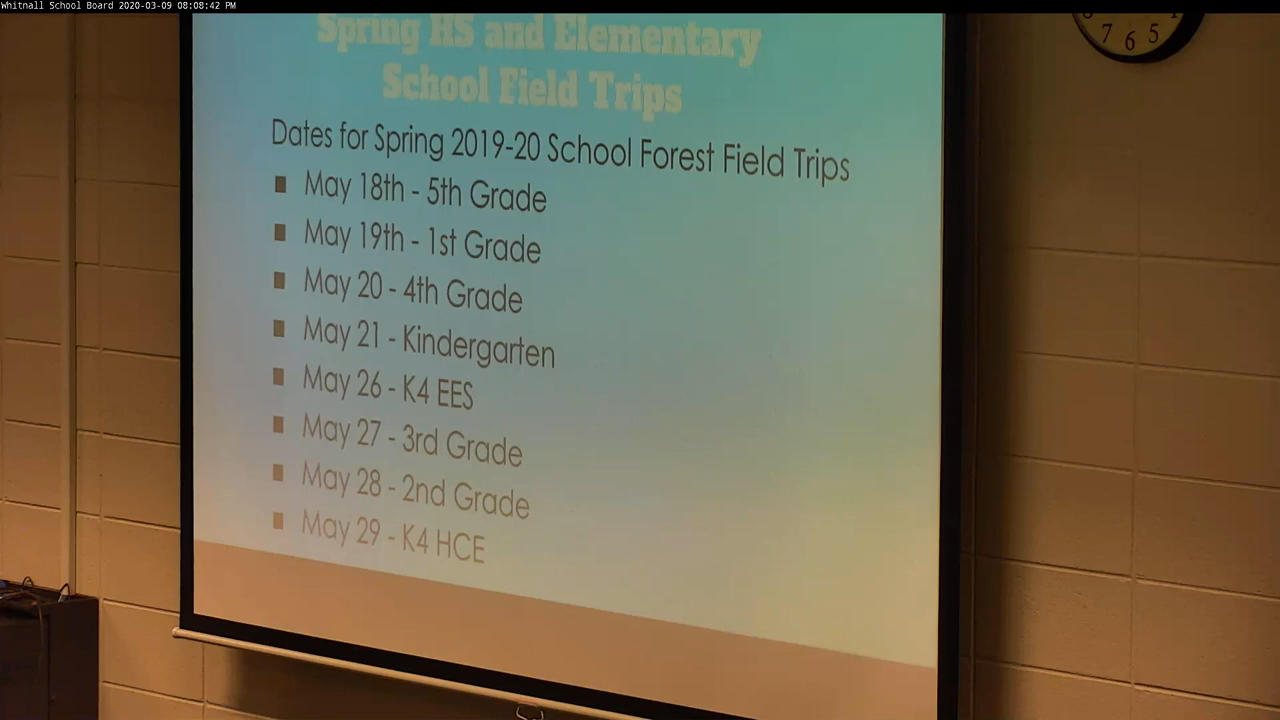 Whitnall School Board 2020-03-09 08:08:42 PM
Spring HS and Elementary
School Field Trips
Dates for Spring 2019-20 School Forest Field Trips
May 18th - 5th Grade
May 19th - 1st Grade
May 20 - 4th Grade
May 21 - Kindergarten
May 26 - K4 EES
May 27 - 3rd Grade
May 28 - 2nd Grade
May 29 - K4 HCE
7 6 5